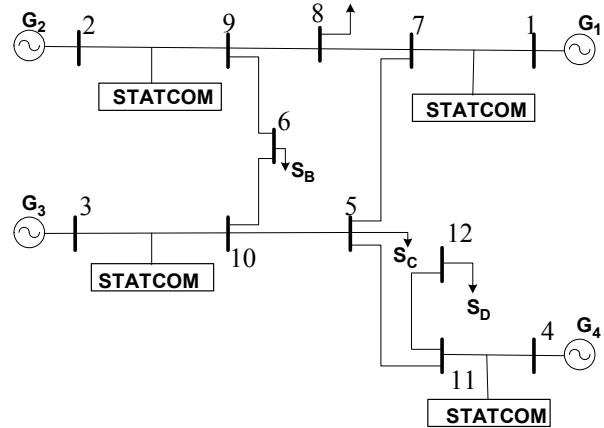 8
G2 2 9 7 1 G1
STATCOM
STATCOM
6
SB
G3 3 5
10
SC
12
STATCOM
SD
4 G4
11
STATCOM